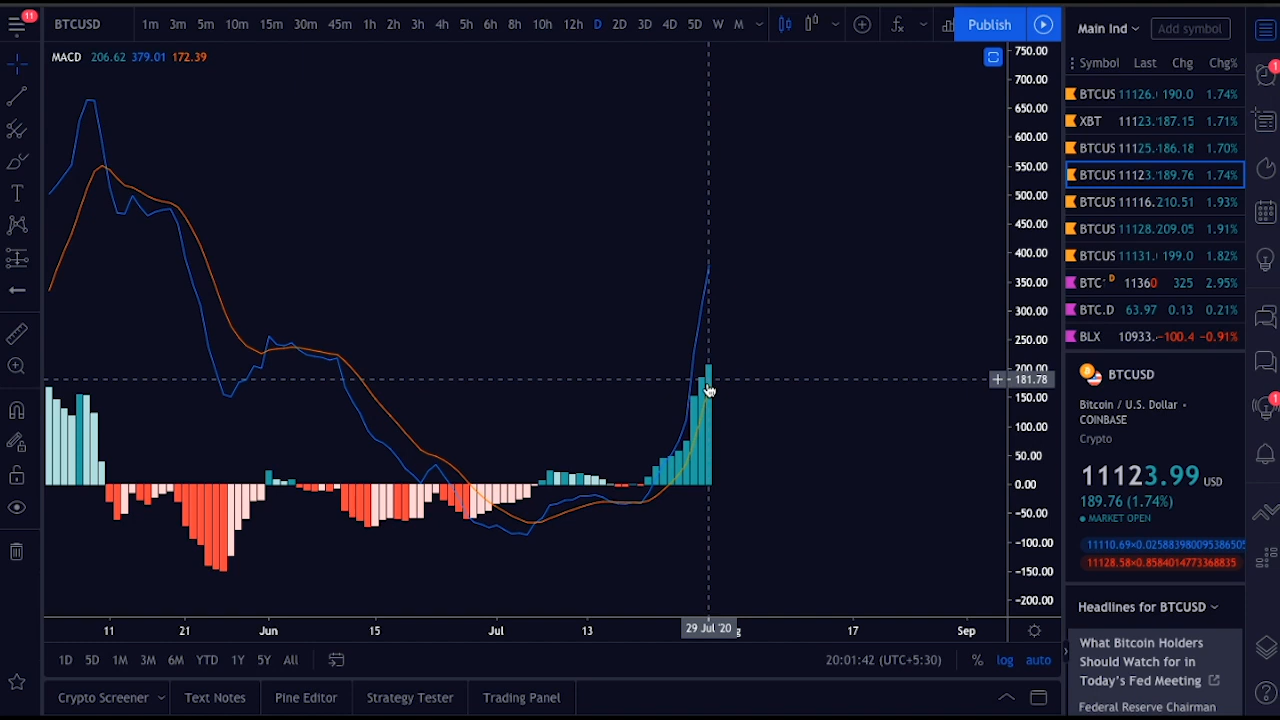 11
BTCUSD 1m 3m 5m 10m 15m 30m 45m 1h 2h 3h 4h 5h 6h 8h 10h 12h D 2D 3D 4D 5D W M Publish
MACD 206.62 379.01 172.39
750.00
700.00
650.00
600.00
550.00
500.00
450.00
400.00
350.00
300.00
250.00
200.00
181.78
150.00
100.00
50.00
0.00
−50.00
−100.00
−150.00
−200.00
11 21 Jun 15 Jul 13 29 Jul '20 17 Sep
1D 5D 1M 3M 6M YTD 1Y 5Y All 20:01:42 (UTC+5:30) % log auto
Crypto Screener Text Notes Pine Editor Strategy Tester Trading Panel
Main Ind Add symbol
Symbol Last Chg Chg%
BTCUS 11126. 190.0 1.74%
XBT 11123. 187.15 1.71%
BTCUS 11125. 186.18 1.70%
BTCUS 11123. 189.76 1.74%
BTCUS 11116. 210.51 1.93%
BTCUS 11128. 209.05 1.91%
BTCUS 11131. 199.0 1.82%
BTC D 11360 325 2.95%
BTC.D 63.97 0.13 0.21%
BLX 10933. −100.4 −0.91%
BTCUSD
Bitcoin / U.S. Dollar •
COINBASE
Crypto
11123.99 USD
189.76 (1.74%)
MARKET OPEN
11110.69×0.02588398009538650
11128.58×0.8584014773368835
Headlines for BTCUSD
What Bitcoin Holders
Should Watch for in
Today's Fed Meeting
Federal Reserve Chairman
1
1